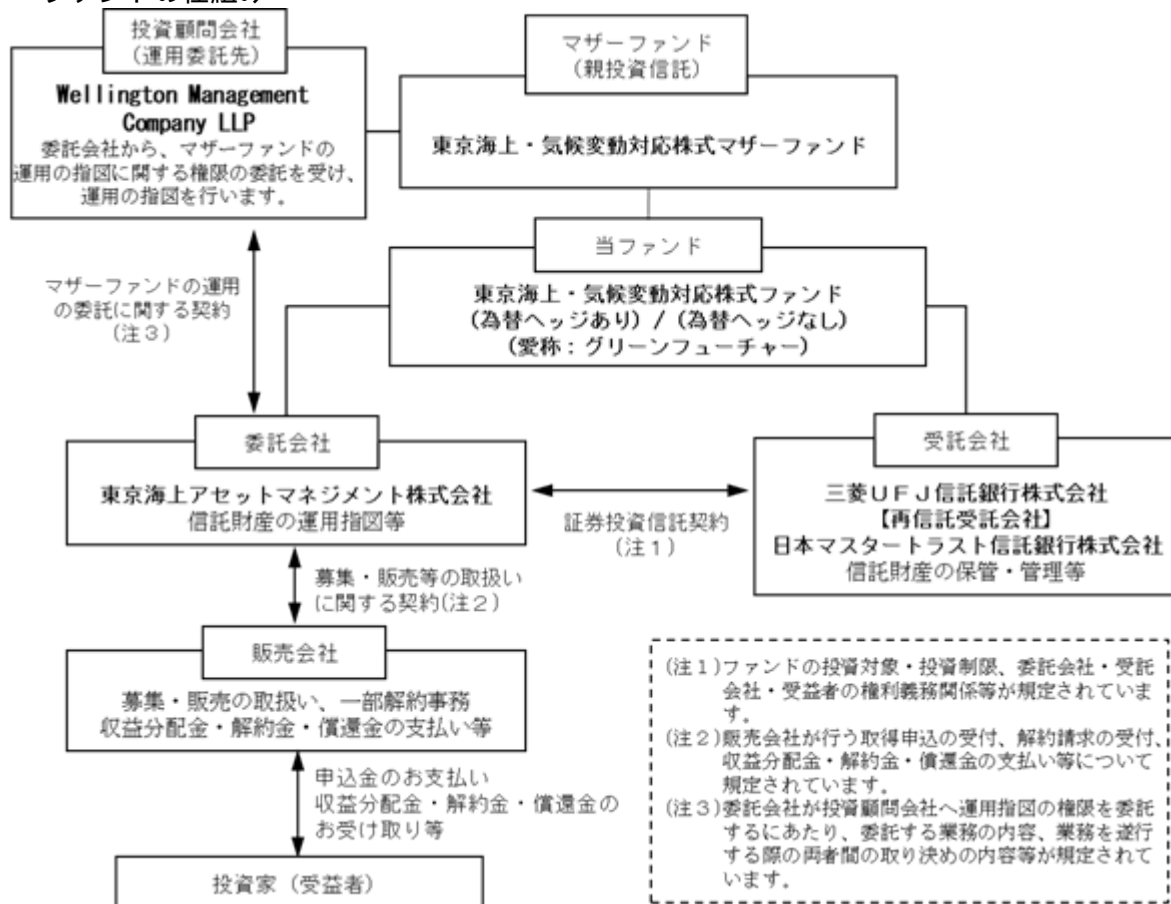 ファンドの仕組み
投資顧問会社
(運用委託先)
Wellington Management
Company LLP
委託会社から、マザーファンドの
運用の指図に関する権限の委託を受け、
運用の指図を行います。
マザーファンド
(親投資信託)
東京海上・気候変動対応株式マザーファンド
当ファンド
東京海上・気候変動対応株式ファンド
(為替ヘッジあり) / (為替ヘッジなし)
(愛称：グリーンフューチャー)
マザーファンドの運用
の委託に関する契約
(注３)
委託会社
東京海上アセットマネジメント株式会社
信託財産の運用指図等
証券投資信託契約
(注１)
受託会社
三菱ＵＦＪ信託銀行株式会社
【再信託受託会社】
日本マスタートラスト信託銀行株式会社
信託財産の保管・管理等
募集・販売等の取扱い
に関する契約(注２)
販売会社
募集・販売の取扱い、一部解約事務
収益分配金・解約金・償還金の支払い等
申込金のお支払い
収益分配金・解約金・償還金の
お受け取り等
投資家（受益者）
(注１)ファンドの投資対象・投資制限、委託会社・受託
会社・受益者の権利義務関係等が規定されていま
す。
(注２)販売会社が行う取得申込の受付、解約請求の受付、
収益分配金・解約金・償還金の支払い等について
規定されています。
(注３)委託会社が投資顧問会社へ運用指図の権限を委託
するにあたり、委託する業務の内容、業務を遂行
する際の両者間の取り決めの内容等が規定されて
います。